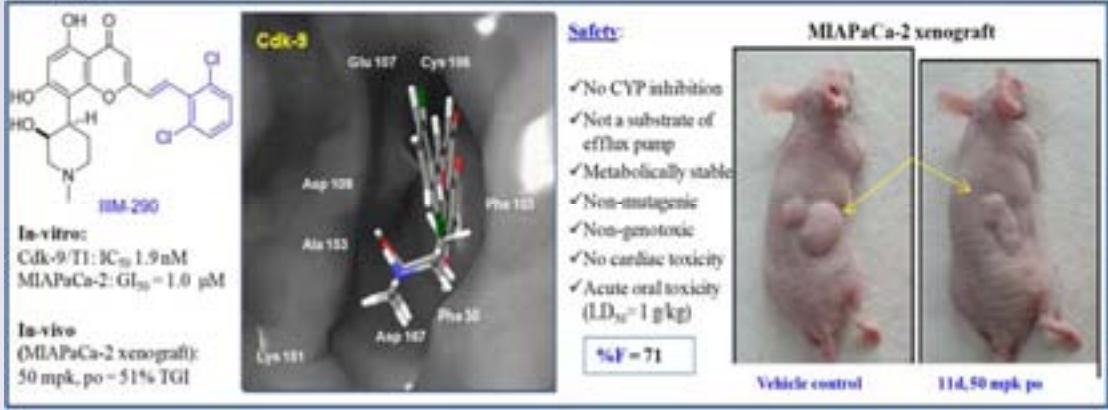 OH
O
HO
O
Cl
HO
H
Cl
N
IIIM-290
In-vitro:
Cdk-9/T1: IC50 1.9 nM
MIAPaCa-2: GI50 = 1.0 μM
In-vivo
(MIAPaCa-2 xenograft):
50 mpk, po = 51% TGI
Cdk-9
Glu 107
Cys 106
Asp 109
Phe 103
Ala 153
Phe 30
Asp 167
Lys 151
Safety:
✓No CYP inhibition
✓Not a substrate of
efflux pump
✓Metabolically stable
✓Non-mutagenic
✓Non-genotoxic
✓No cardiac toxicity
✓Acute oral toxicity
(LD50= 1 g/kg)
%F = 71
MIAPaCa-2 xenograft
Vehicle control
11d, 50 mpk po